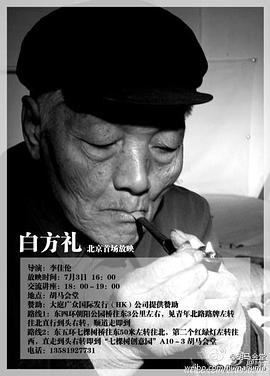 白方礼 北京首场放映
导演：李佳伦
放映时间：7月3日 16：00
交流讲座：18：00－19：00
地点：胡马会堂
赞助：大庭广众国际发行（HK）公司提供赞助
路线1：东四环朝阳公园桥往东3公里左右，见青年北路路牌左转
往北直行到头右转，顺道走即到
路线2：东五环七棵树桥往东50米左转往北，第二个红绿灯左转往
西，直走到头右转即到“七棵树创意园”A10－3 胡马会堂
电话：13581927731